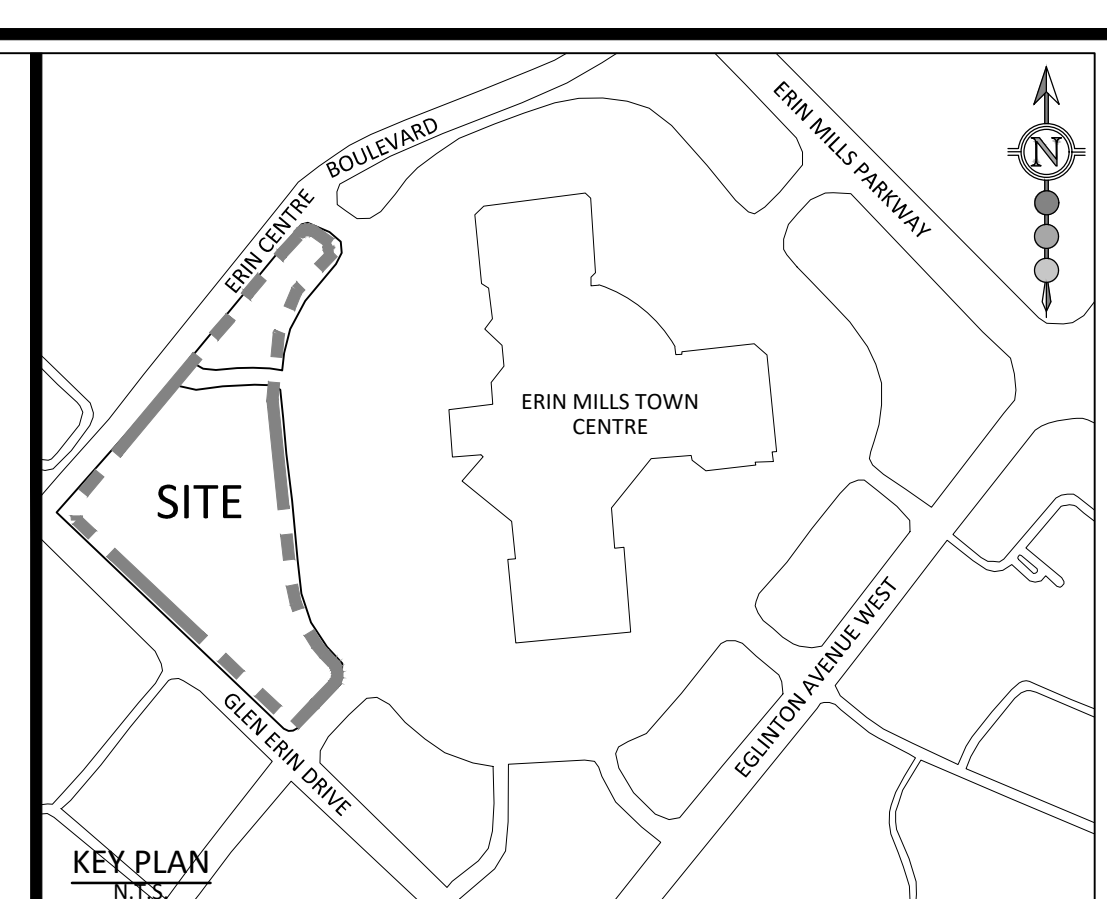 ERIN CENTRE BOULEVARD
ERIN MILLS PARKWAY
N
ERIN MILLS TOWN
CENTRE
SITE
EGLINTON AVENUE WEST
GLEN ERIN DRIVE
KEY PLAN
N.T.S.